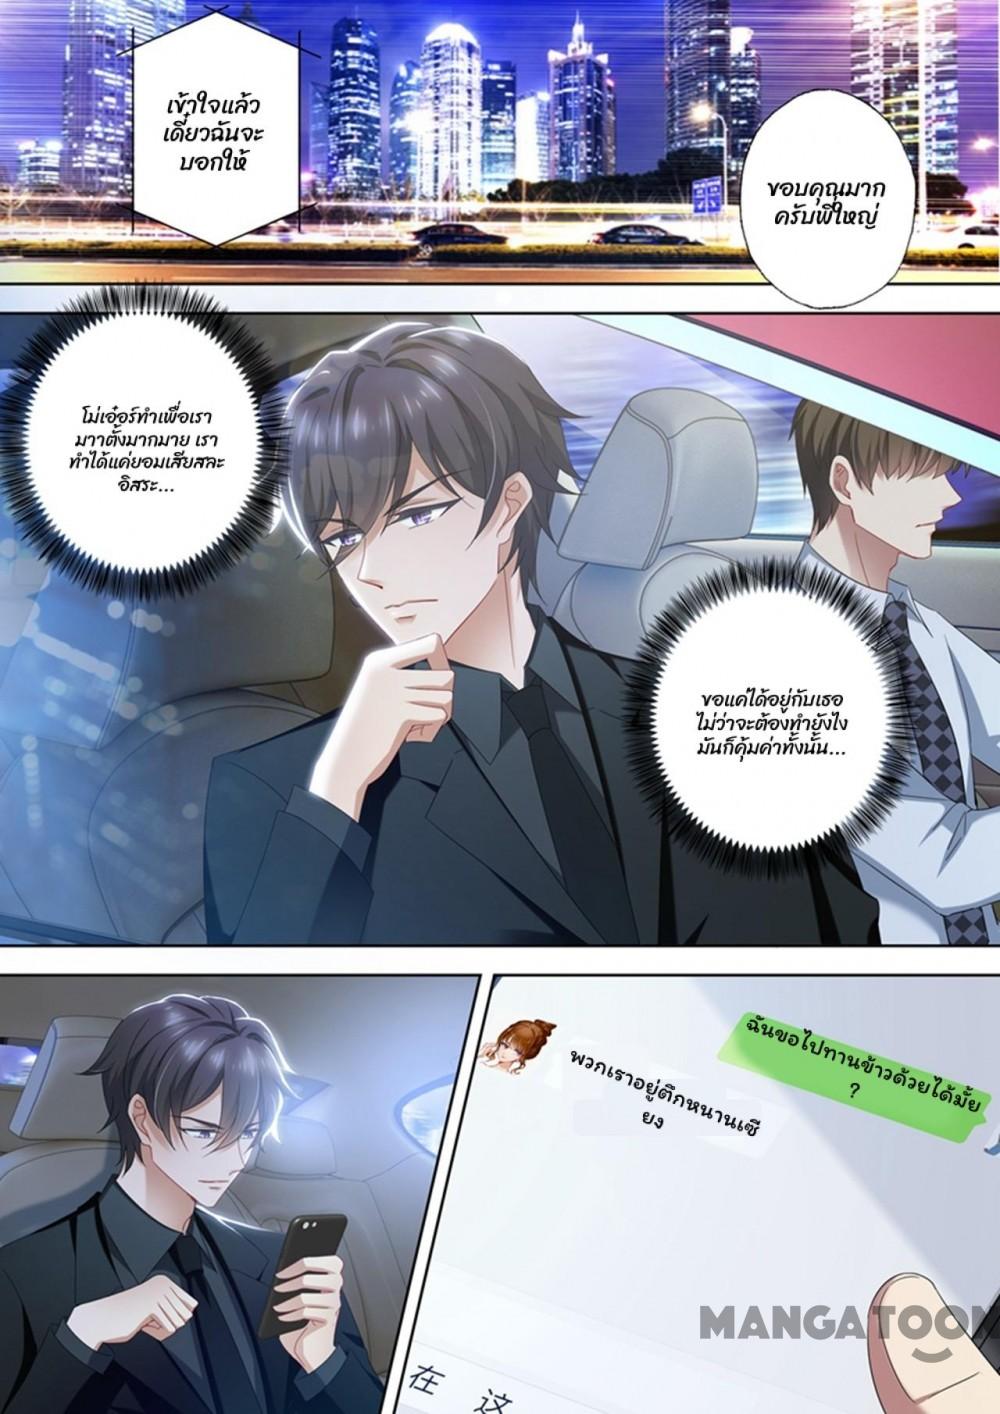 เข้าใจแล้ว
เดี๋ยวฉันจะ
บอกให้
ขอบคุณมาก
ครับพี่ใหญ่
โม่เอ๋อร์ทำเพื่อเรา
มาาตั้งมากมาย เรา
ทำได้แค่ยอมเสียสละ
อิสระ...
ขอแค่ได้อยู่กับเธอ
ไม่ว่าจะต้องทำยังไง
มันก็คุ้มค่าทั้งนั้น...
ฉันขอไปทานข้าวด้วยได้มั้ย
?
พวกเราอยู่ตึกหนานเซี
ยง
MANGATOON
在 这